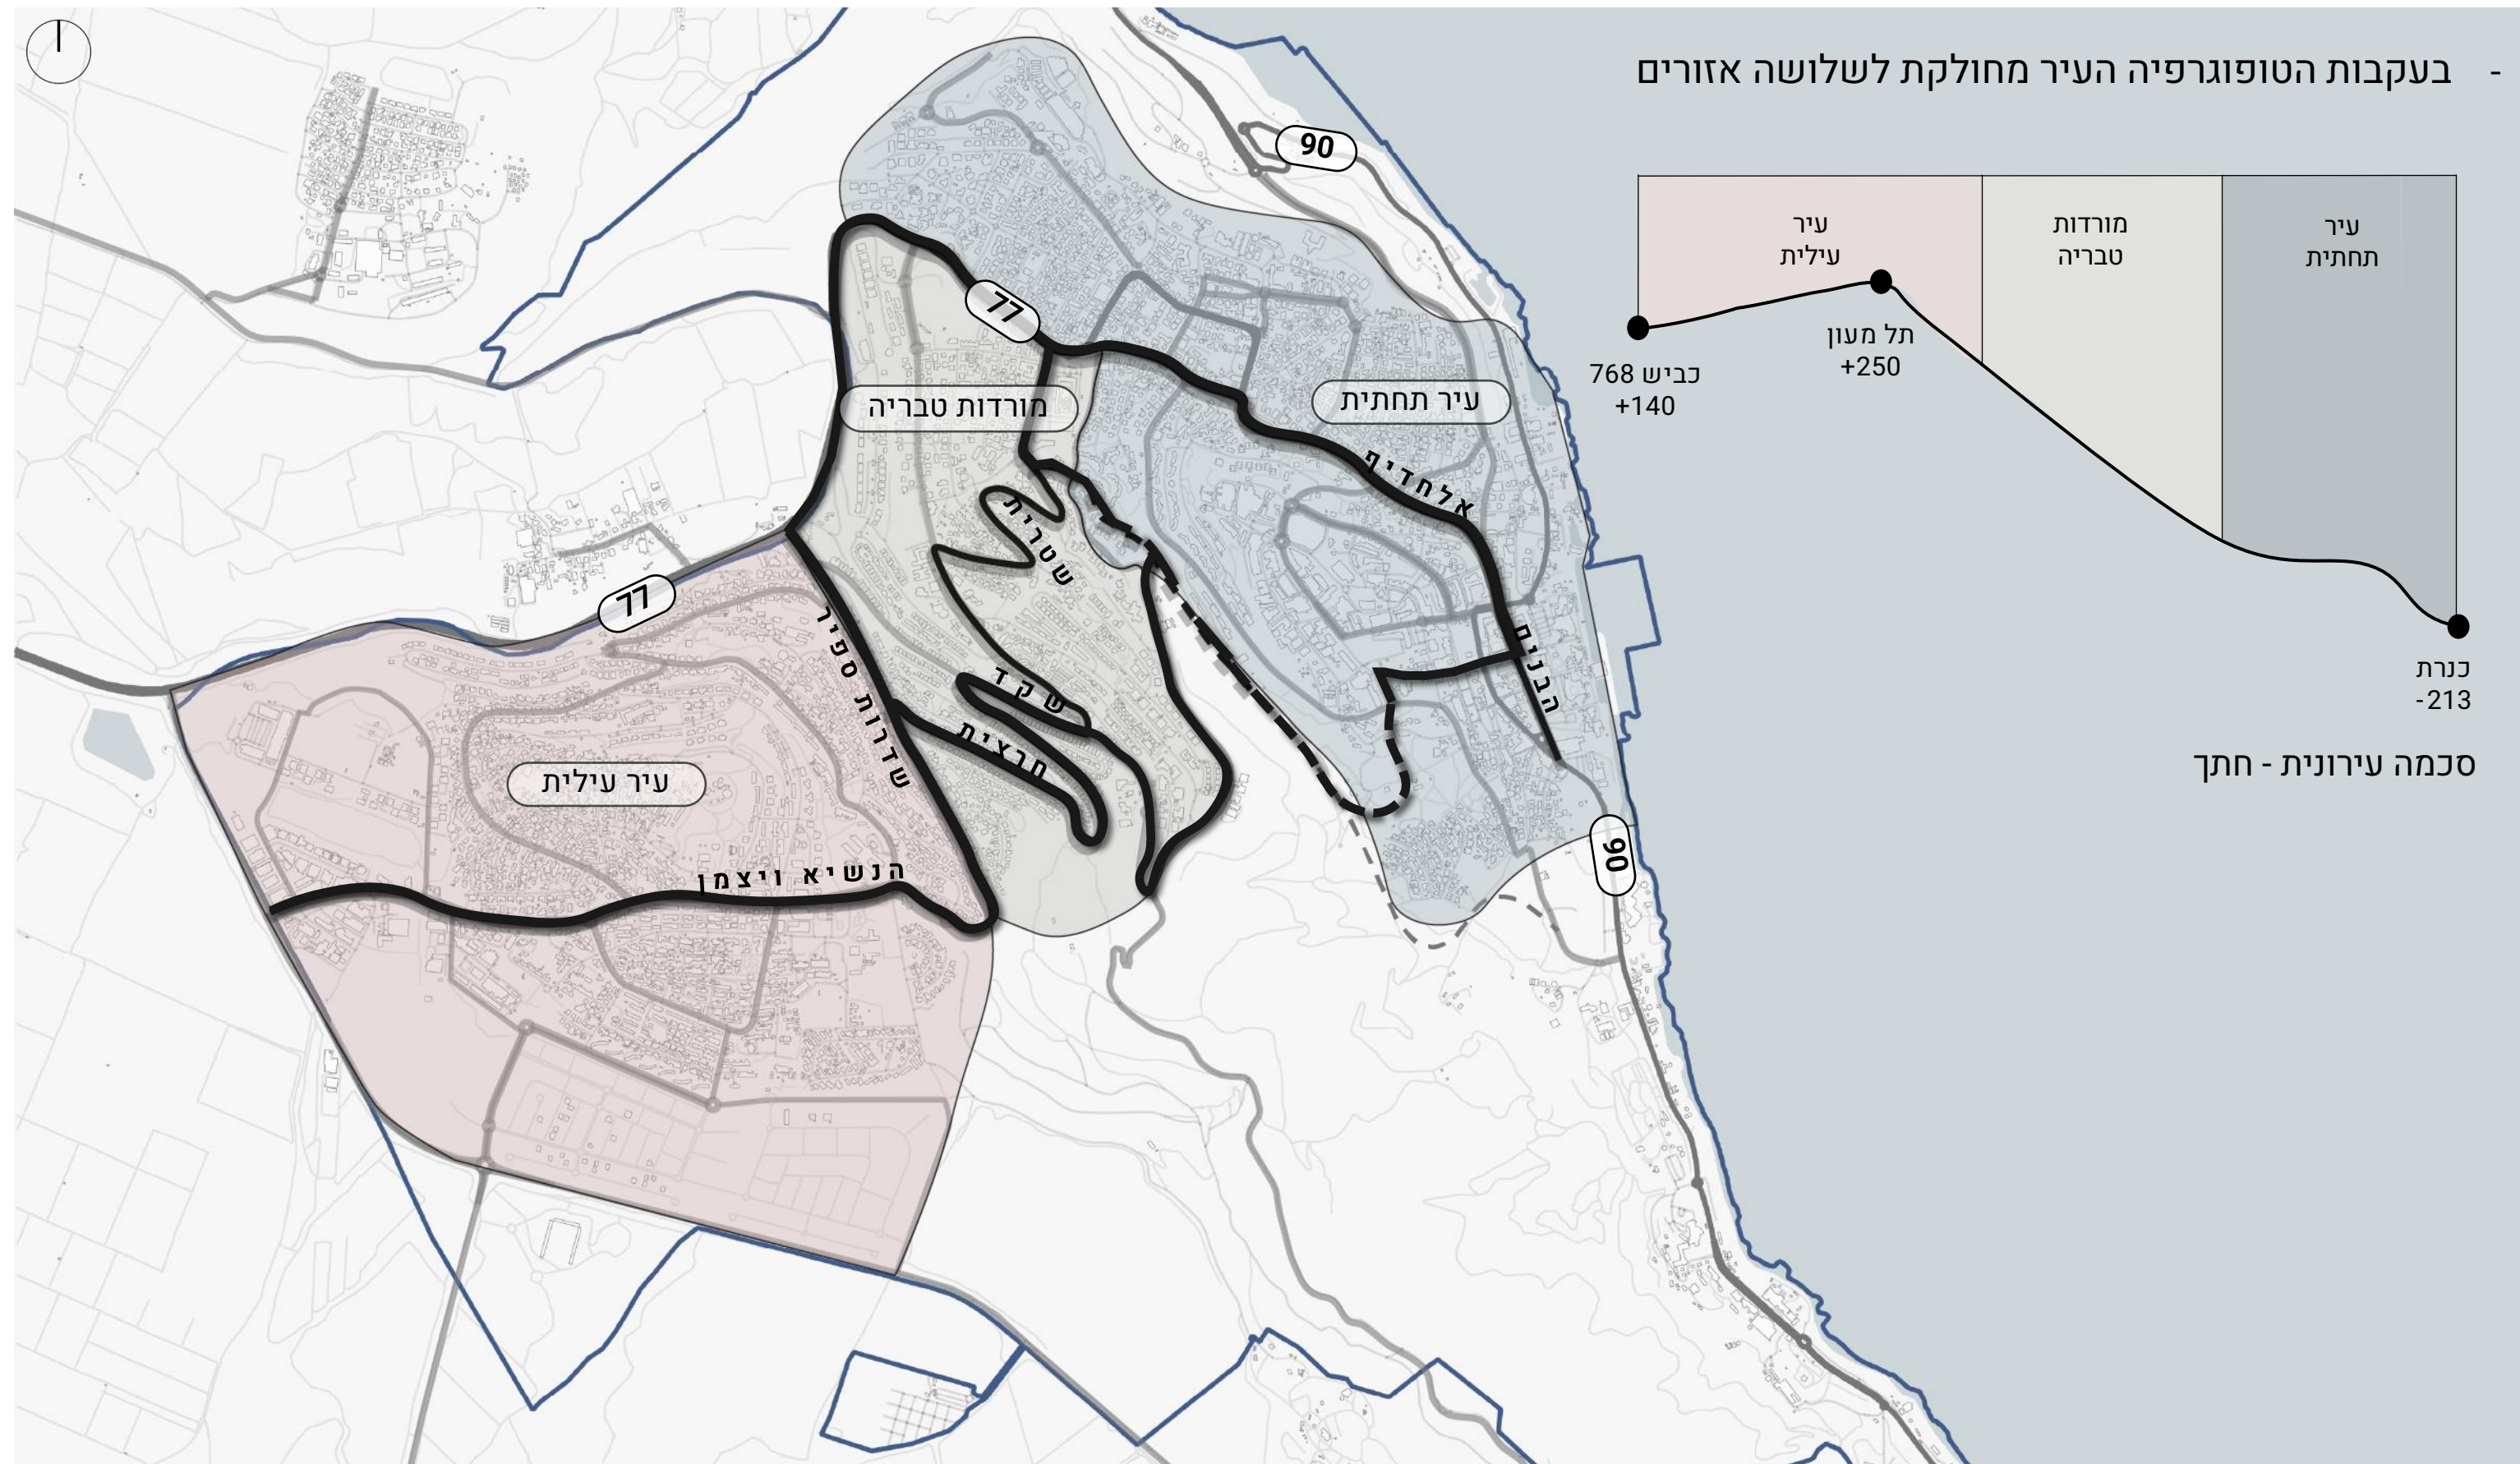 - בעקבות הטופוגרפיה העיר מחולקת לשלושה אזורים
עיר
תחתית
מורדות
טבריה
עיר
עילית
תל מעון
+250
כביש 768
+140
כנרת
-213
סכמה עירונית - חתך
90
77
מורדות טבריה
עיר תחתית
אלחדיף
שטרית
77
שדרות ספיר
שקד
חרצית
הבנים
עיר עילית
הנשיא ויצמן
90